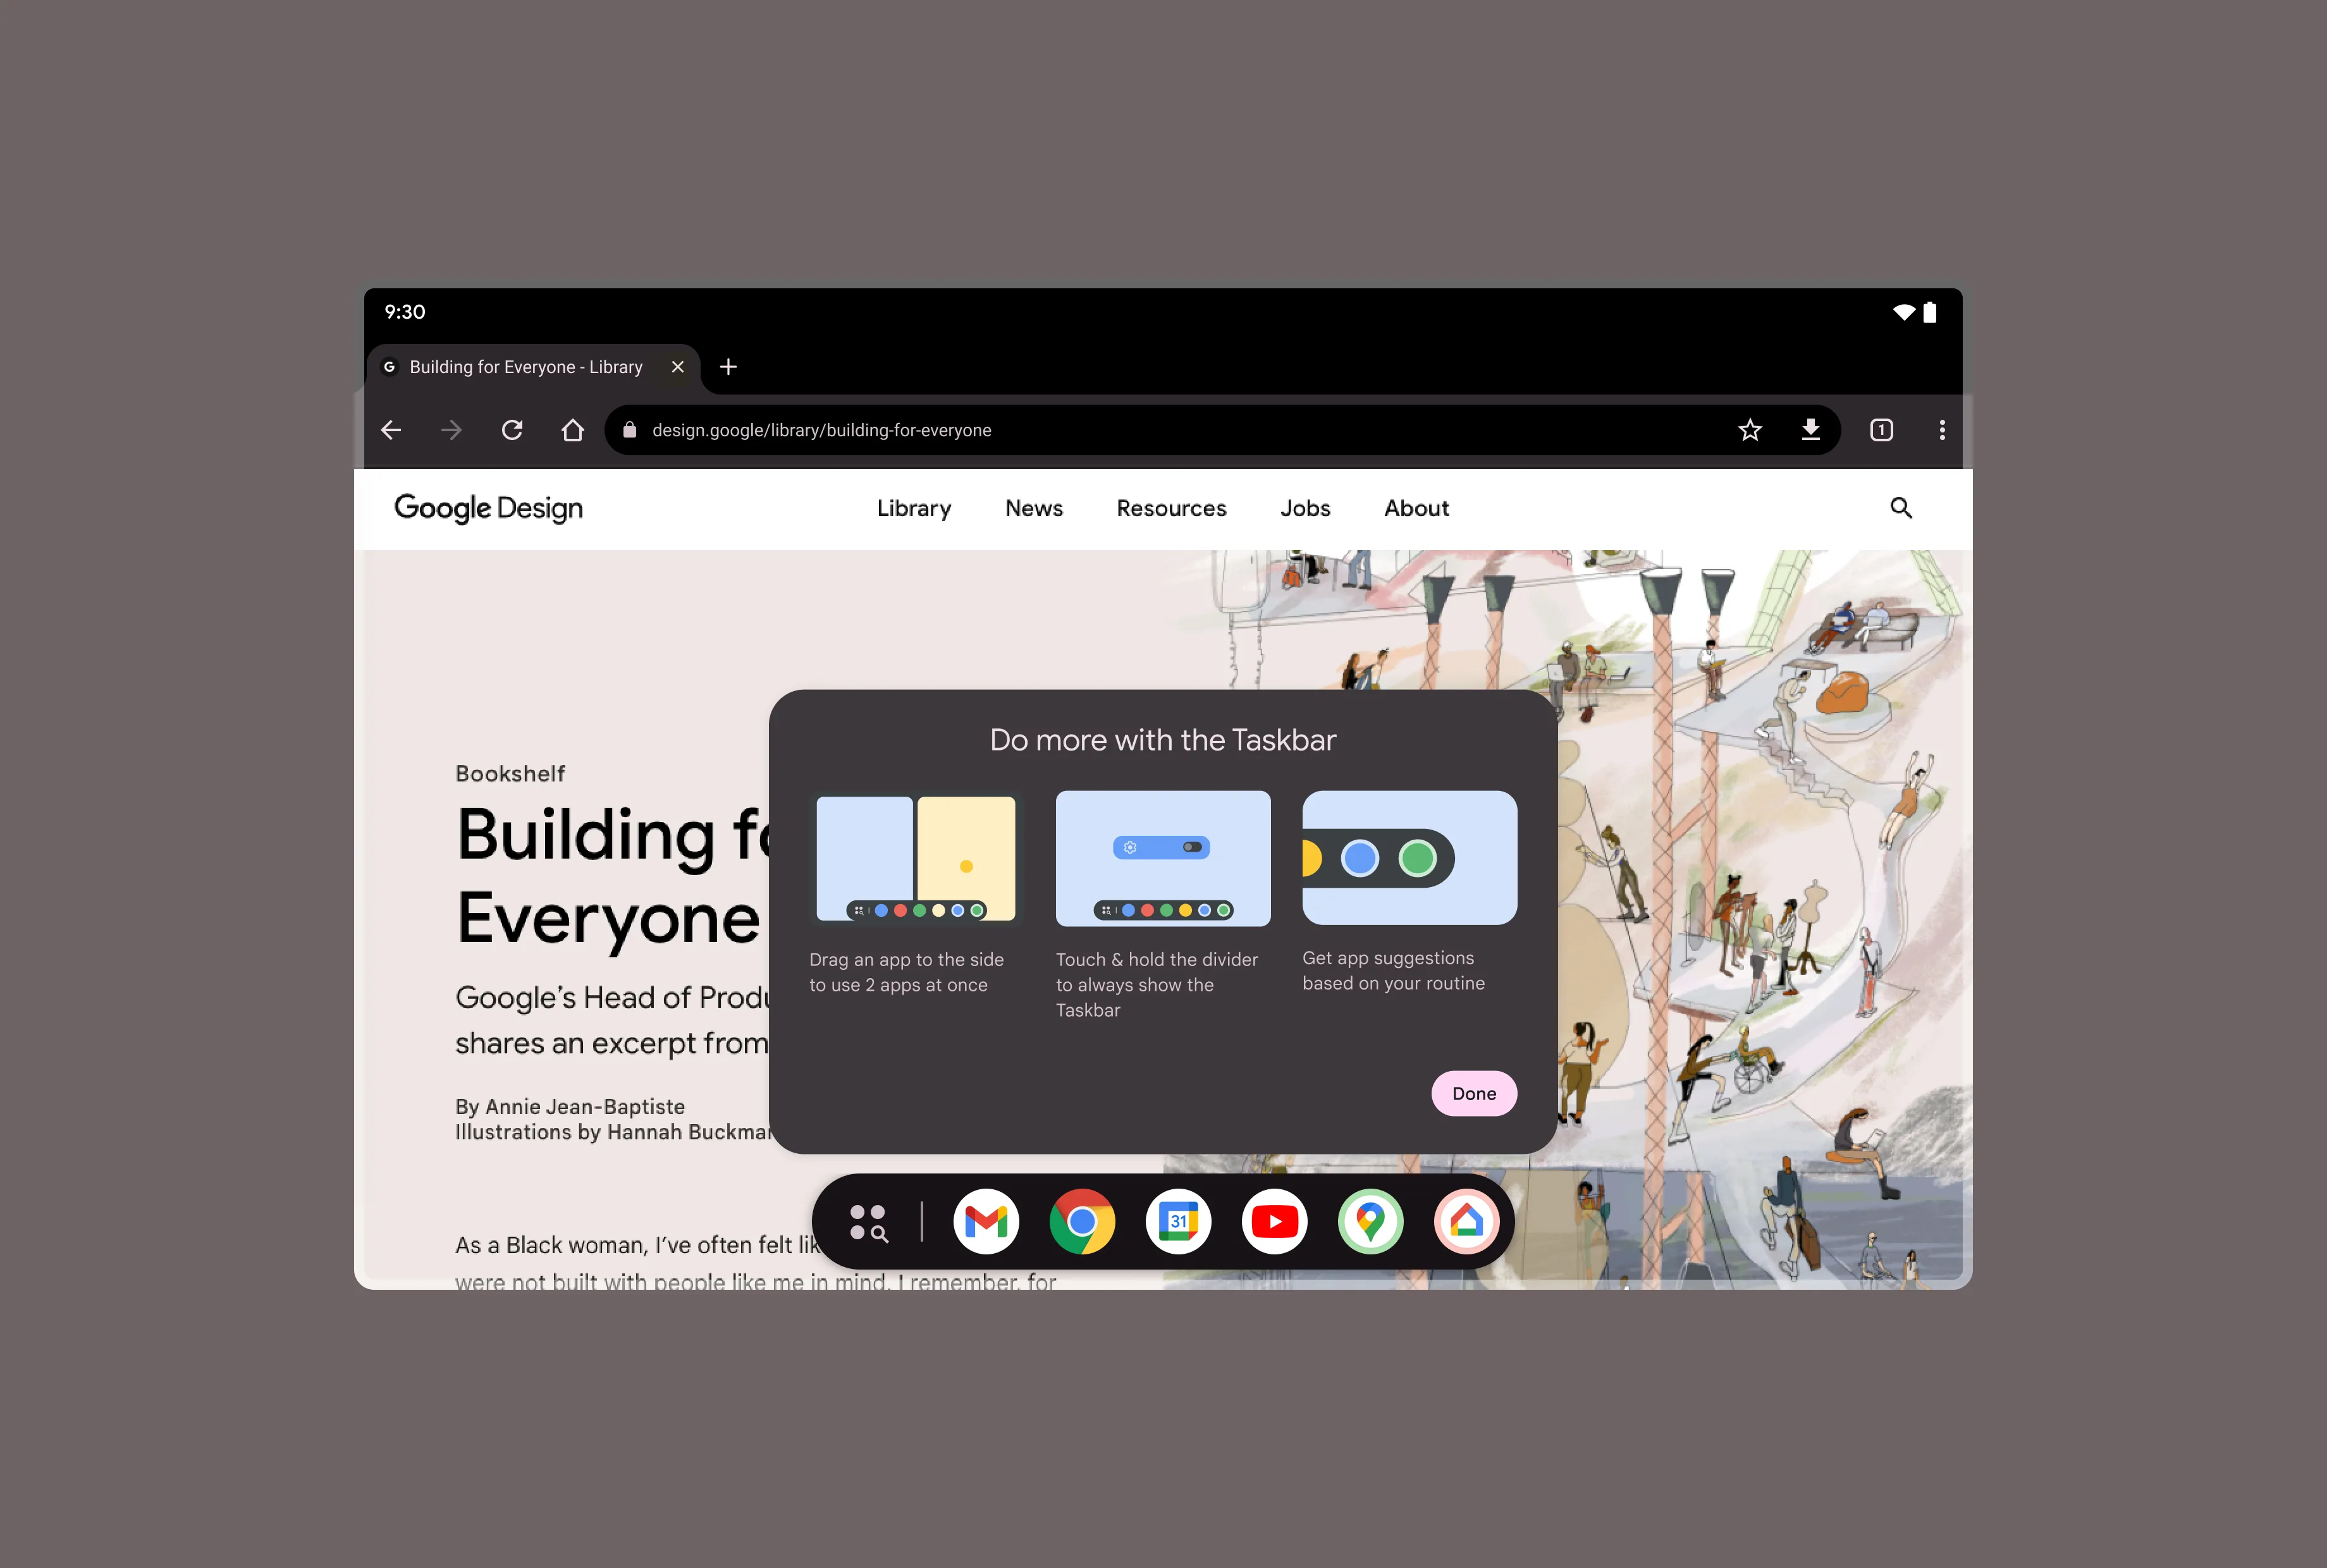 9:30
Building for Everyone - Library
design.google/library/building-for-everyone
1
Google Design
Library
News
Resources
Jobs
About
Bookshelf
Building
Everyone
Google’s Head of
shares an excerpt from
By Annie Jean-Baptiste
Illustrations by Hannah
As a Black woman, I’ve often felt
were not built with people like me in mind. I remember, for
Do more with the Taskbar
Drag an app to the side
to use 2 apps at once
Touch & hold the divider
to always show the
Taskbar
Get app suggestions
based on your routine
Done
31